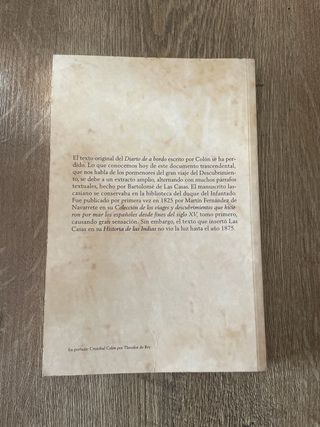 El texto original del Diario de a bordo escrito por Colón se ha per-
dido. Lo que conocemos hoy de este documento trascendental,
que nos habla de los pormenores del gran viaje del Descubrimien-
to, se debe a un extracto amplio, alternando con muchos párrafos
textuales, hecho por Bartolomé de Las Casas. El manuscrito las-
casiano se conservaba en la biblioteca del duque del Infantado.
Fue publicado por primera vez en 1825 por Martín Fernández de
Navarrete en su Colección de los viages y descubrimientos que hicie-
ron por mar los españoles desde fines del siglo XV, tomo primero,
causando gran sensación. Sin embargo, el texto que insertó Las
Casas en su Historia de las Indias no vio la luz hasta el año 1875.
En portada: Cristóbal Colón por Theodor de Bry